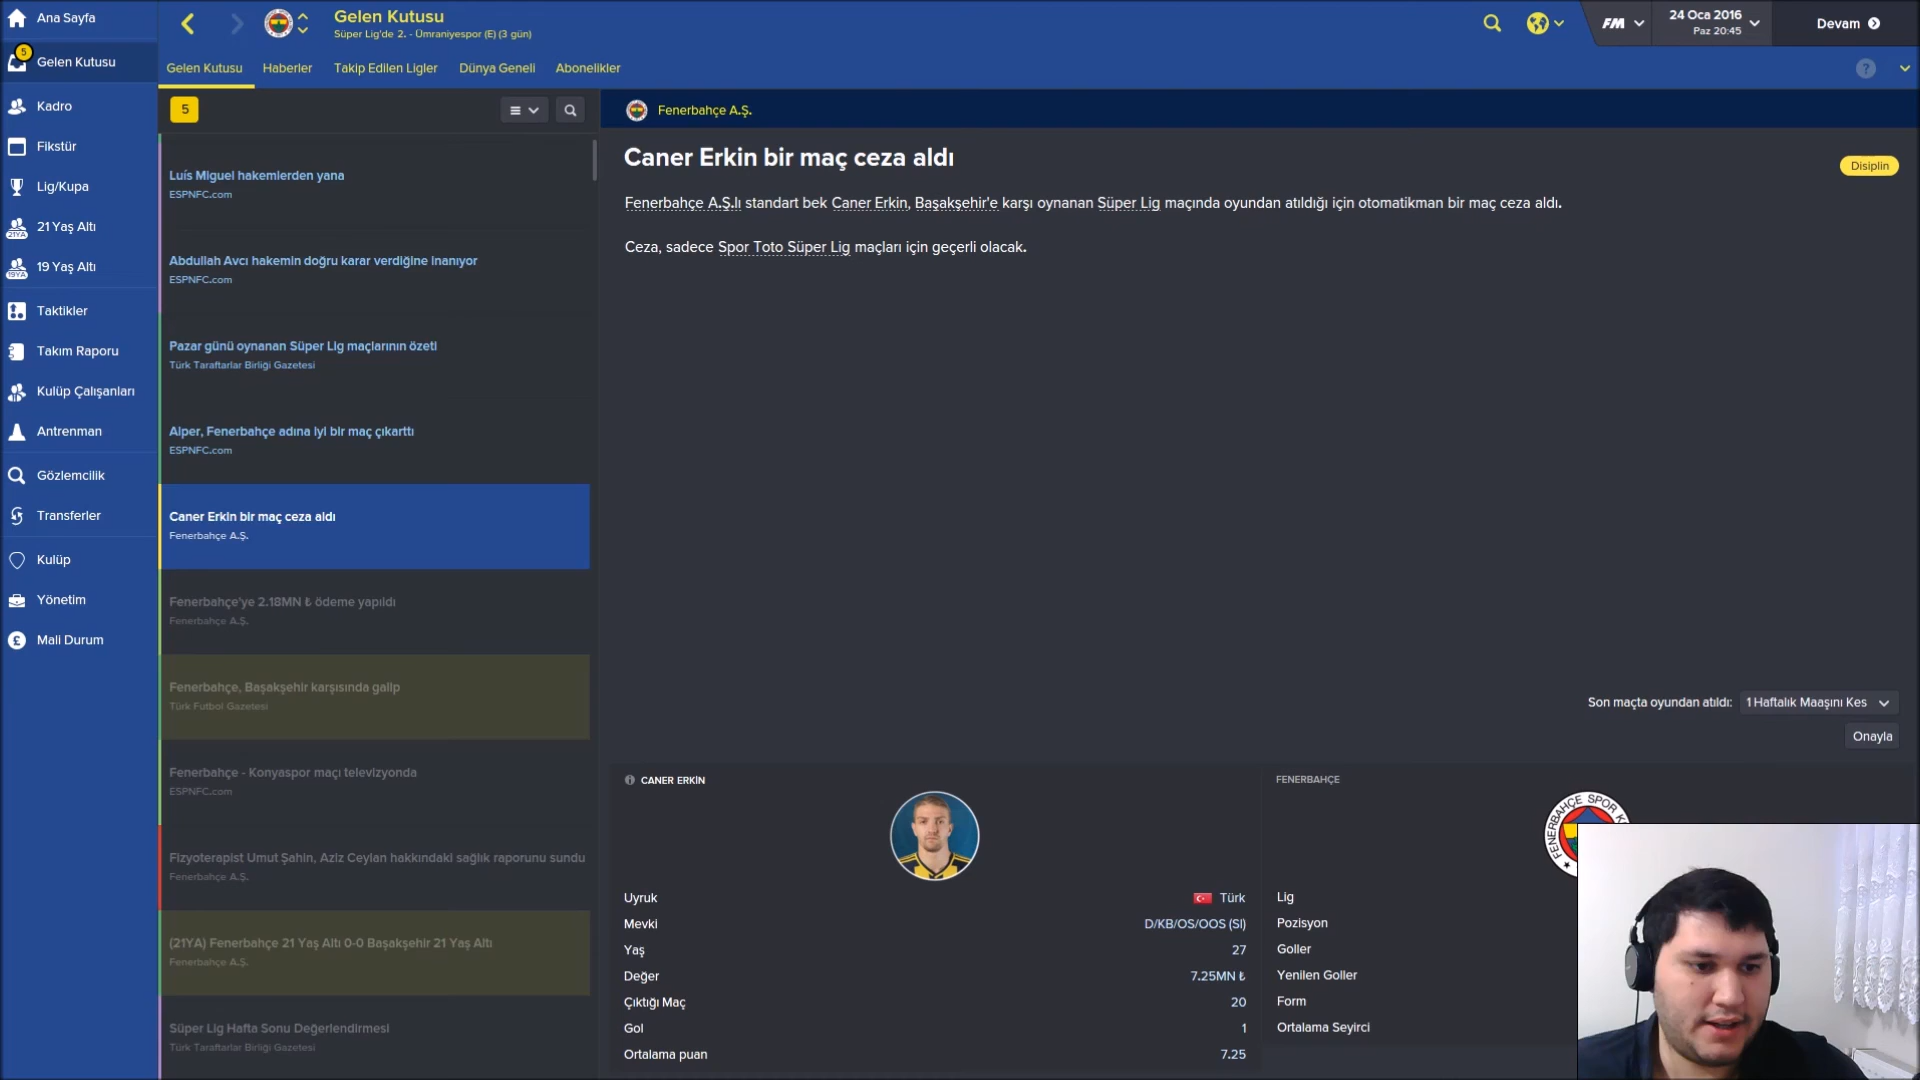 Ana Sayfa
5
Gelen Kutusu
Kadro
Fikstür
Lig/Kupa
21YA
21 Yaş Altı
19YA
19 Yaş Altı
Taktikler
Takım Raporu
Kulüp Çalışanları
Antrenman
Gözlemcilik
Transferler
Kulüp
Yönetim
Mali Durum
Gelen Kutusu
Süper Lig'de 2. - Ümraniyespor (E) (3 gün)
FM
24 Oca 2016
Paz 20:45
Devam
Gelen Kutusu
Haberler
Takip Edilen Ligler
Dünya Geneli
Abonelikler
?
5
Luís Miguel hakemlerden yana
ESPNFC.com
Abdullah Avcı hakemin doğru karar verdiğine inanıyor
ESPNFC.com
Pazar günü oynanan Süper Lig maçlarının özeti
Türk Taraftarlar Birliği Gazetesi
Alper, Fenerbahçe adına iyi bir maç çıkarttı
ESPNFC.com
Caner Erkin bir maç ceza aldı
Fenerbahçe A.Ş.
Fenerbahçe'ye 2.18MN ₺ ödeme yapıldı
Fenerbahçe A.Ş.
Fenerbahçe, Başakşehir karşısında galip
Türk Futbol Gazetesi
Fenerbahçe - Konyaspor maçı televizyonda
ESPNFC.com
Fizyoterapist Umut Şahin, Aziz Ceylan hakkındaki sağlık raporunu sundu
Fenerbahçe A.Ş.
(21YA) Fenerbahçe 21 Yaş Altı 0-0 Başakşehir 21 Yaş Altı
Fenerbahçe A.Ş.
Süper Lig Hafta Sonu Değerlendirmesi
Türk Taraftarlar Birliği Gazetesi
Fenerbahçe A.Ş.
Caner Erkin bir maç ceza aldı
Disiplin
Fenerbahçe A.Ş.lı standart bek Caner Erkin, Başakşehir'e karşı oynanan Süper Lig maçında oyundan atıldığı için otomatikman bir maç ceza aldı.
Ceza, sadece Spor Toto Süper Lig maçları için geçerli olacak.
Son maçta oyundan atıldı: 1 Haftalık Maaşını Kes
Onayla
CANER ERKİN
Uyruk Türk
Mevki D/KB/OS/OOS (Sl)
Yaş 27
Değer 7.25MN ₺
Çıktığı Maç 20
Gol 1
Ortalama puan 7.25
FENERBAHÇE
FENERBAHÇE SPOR K
Lig
Pozisyon
Goller
Yenilen Goller
Form
Ortalama Seyirci